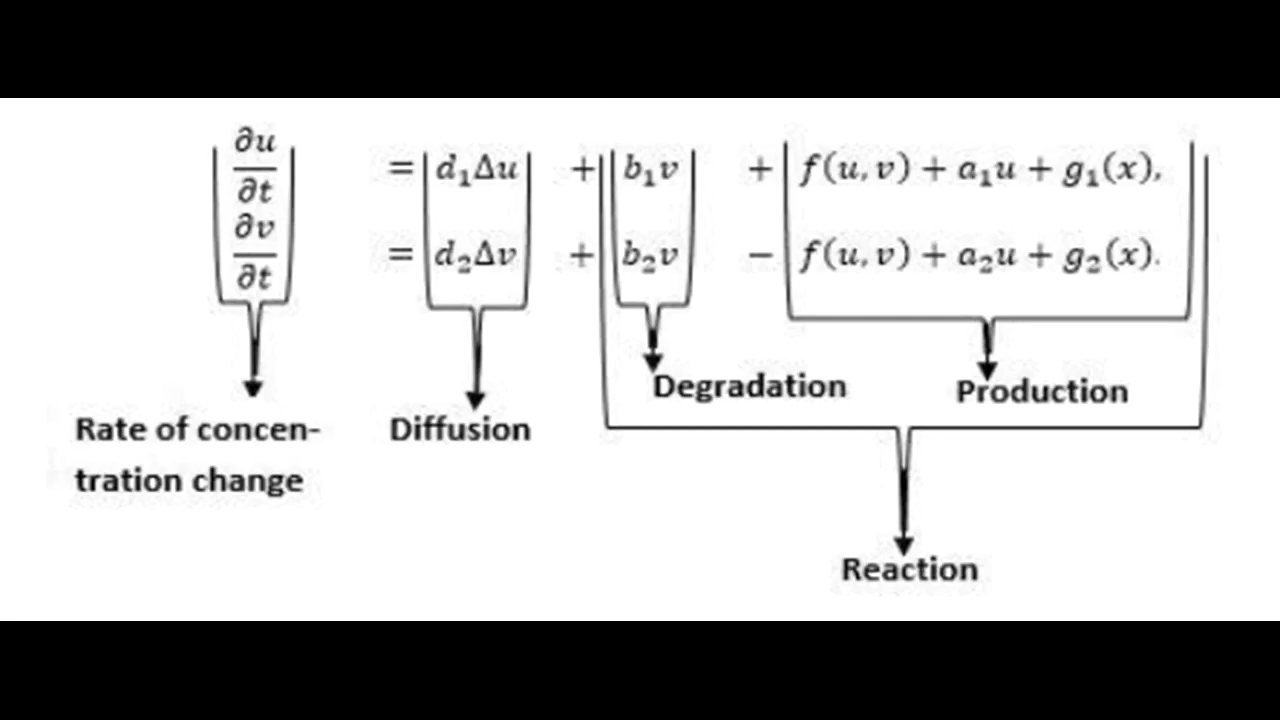 ∂u/∂t = d₁Δu + b₁v + f(u, v) + a₁u + g₁(x),
∂v/∂t = d₂Δv + b₂v − f(u, v) + a₂u + g₂(x).
Degradation
Production
Rate of concen-
tration change
Diffusion
Reaction